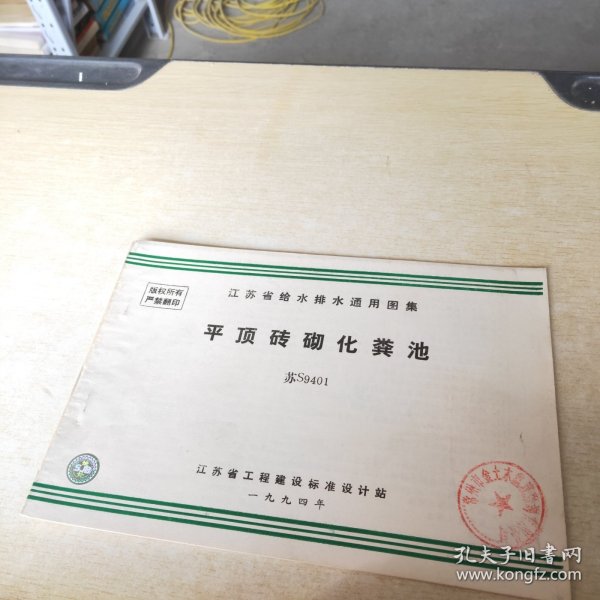 版权所有
严禁翻印
江苏省给水排水通用图集
平顶砖砌化粪池
苏S9401
江苏省工程建设标准设计站
一九九四年
孔夫子旧书网
www.kongfz.com